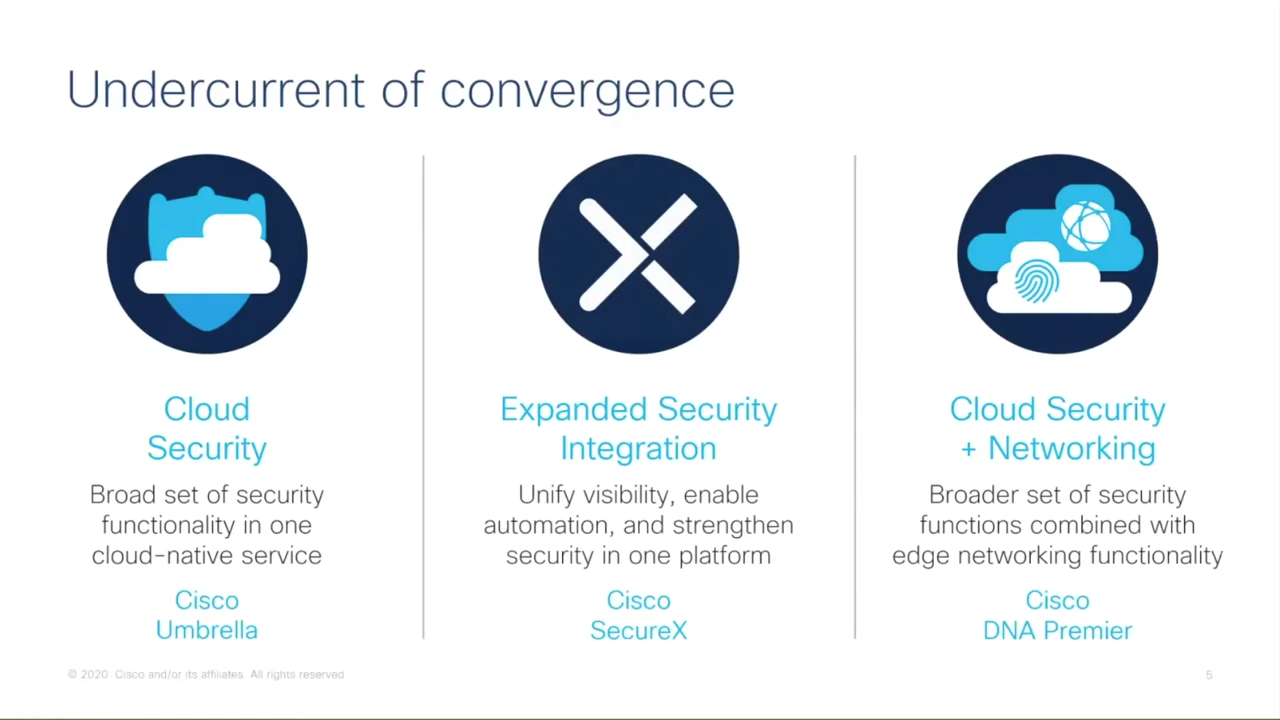 Undercurrent of convergence
Cloud
Security
Broad set of security
functionality in one
cloud-native service
Cisco
Umbrella
Expanded Security
Integration
Unify visibility, enable
automation, and strengthen
security in one platform
Cisco
SecureX
Cloud Security
+ Networking
Broader set of security
functions combined with
edge networking functionality
Cisco
DNA Premier
© 2020 Cisco and/or its affiliates All rights reserved
5